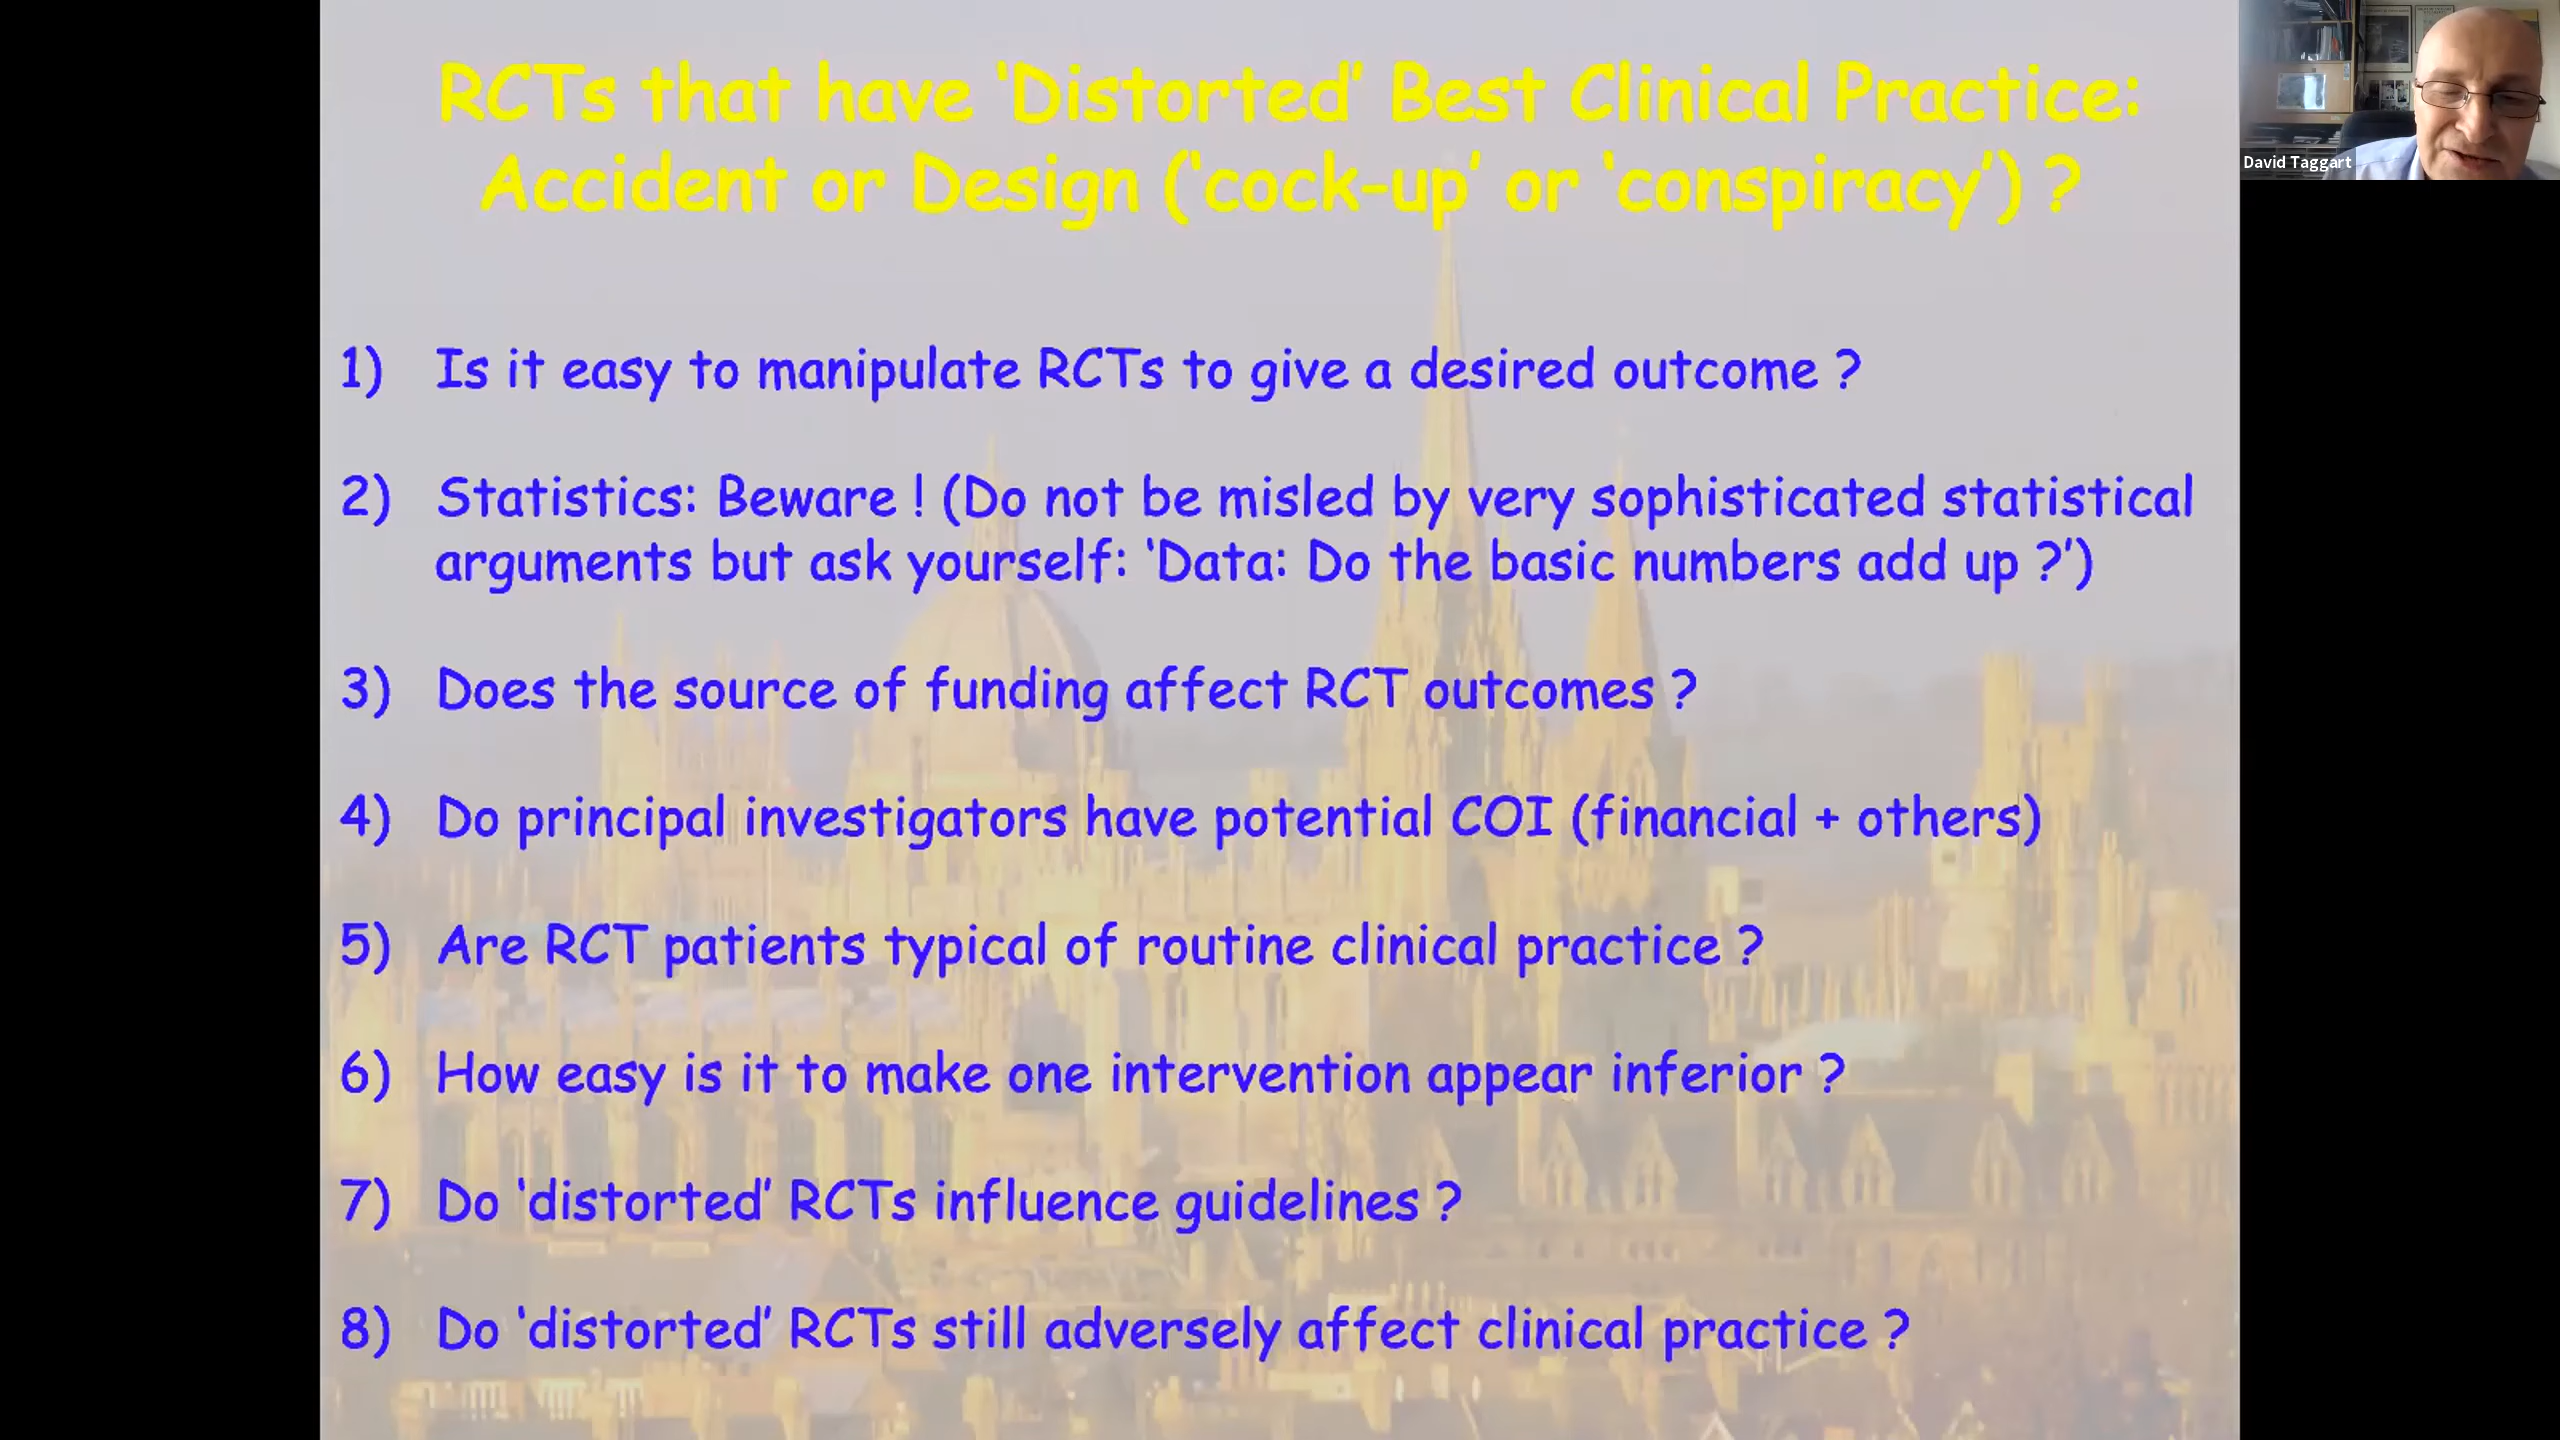 RCTs that have ‘Distorted’ Best Clinical Practice:
Accident or Design (‘cock-up’ or ‘conspiracy’) ?
David Taggart
1) Is it easy to manipulate RCTs to give a desired outcome ?
2) Statistics: Beware ! (Do not be misled by very sophisticated statistical
arguments but ask yourself: ‘Data: Do the basic numbers add up ?’)
3) Does the source of funding affect RCT outcomes ?
4) Do principal investigators have potential COI (financial + others)
5) Are RCT patients typical of routine clinical practice ?
6) How easy is it to make one intervention appear inferior ?
7) Do ‘distorted’ RCTs influence guidelines ?
8) Do ‘distorted’ RCTs still adversely affect clinical practice ?